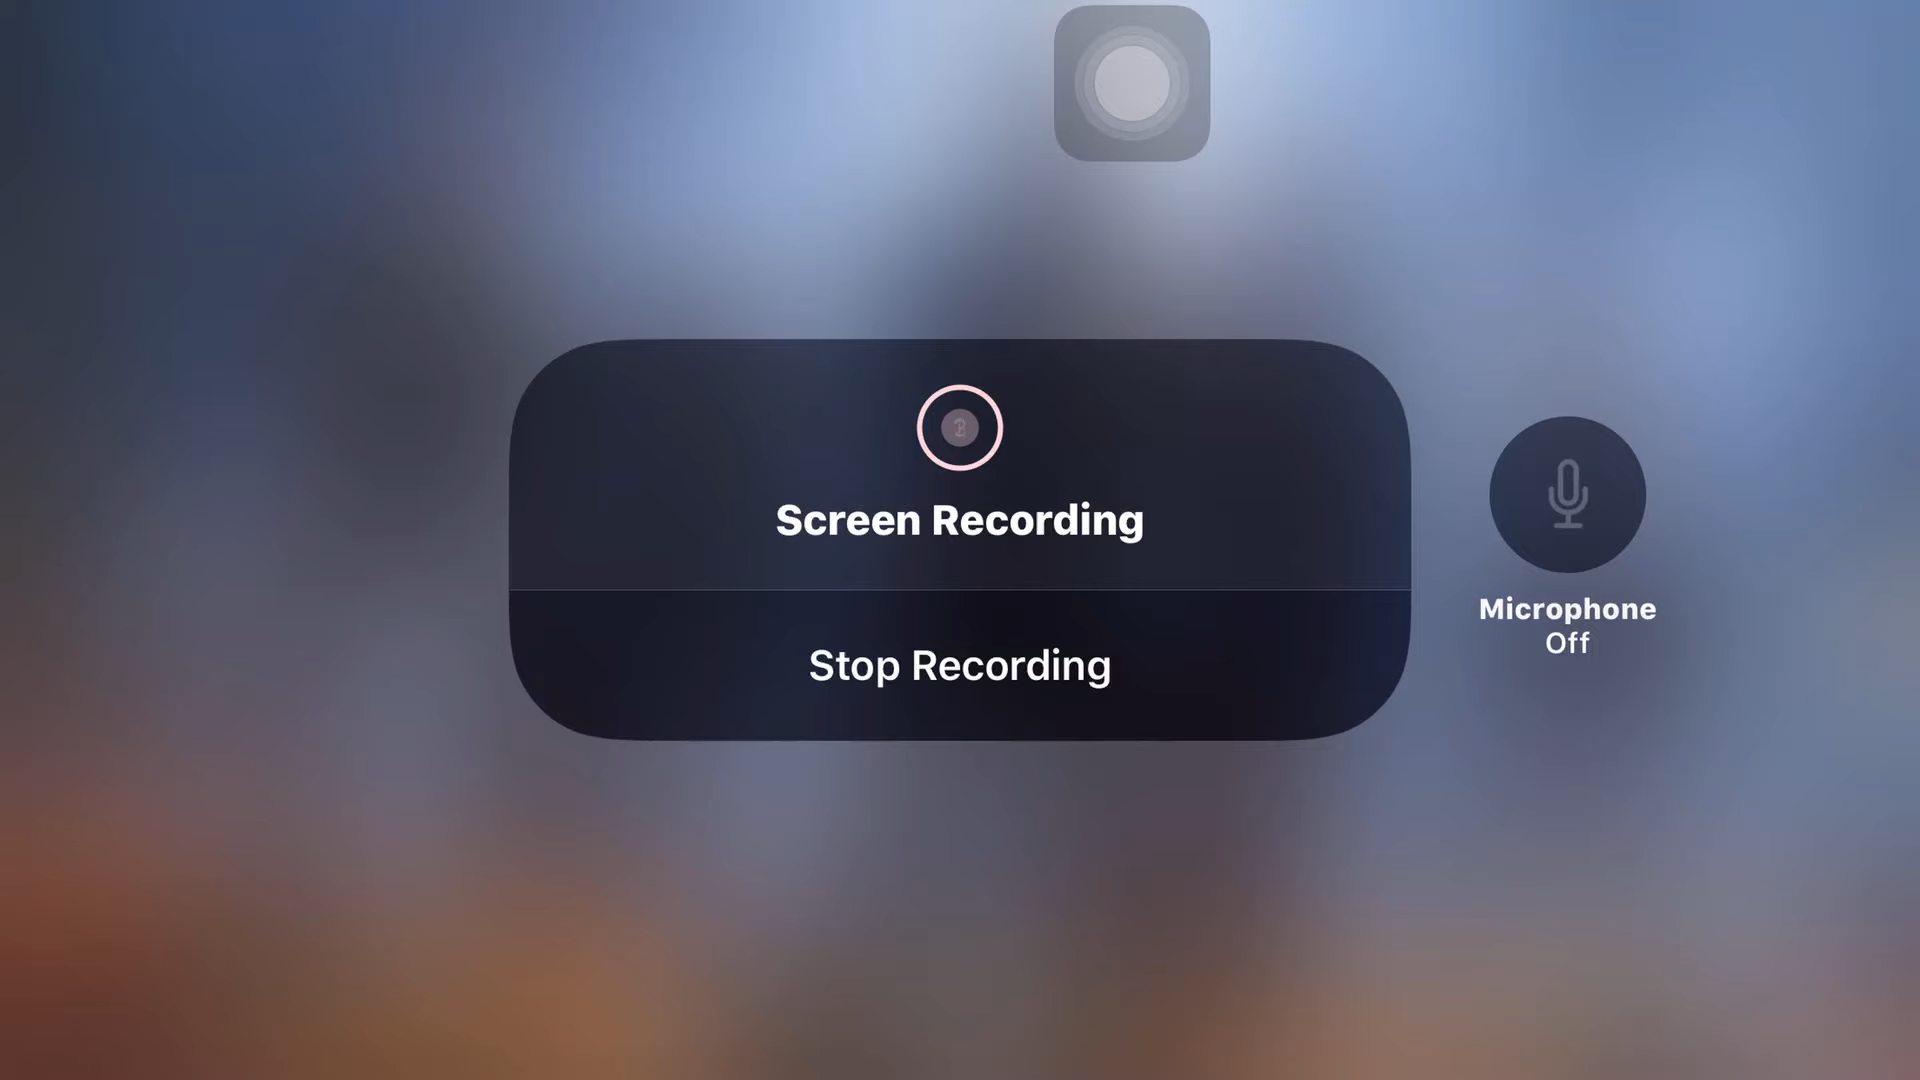 Screen Recording
Stop Recording
Microphone
Off